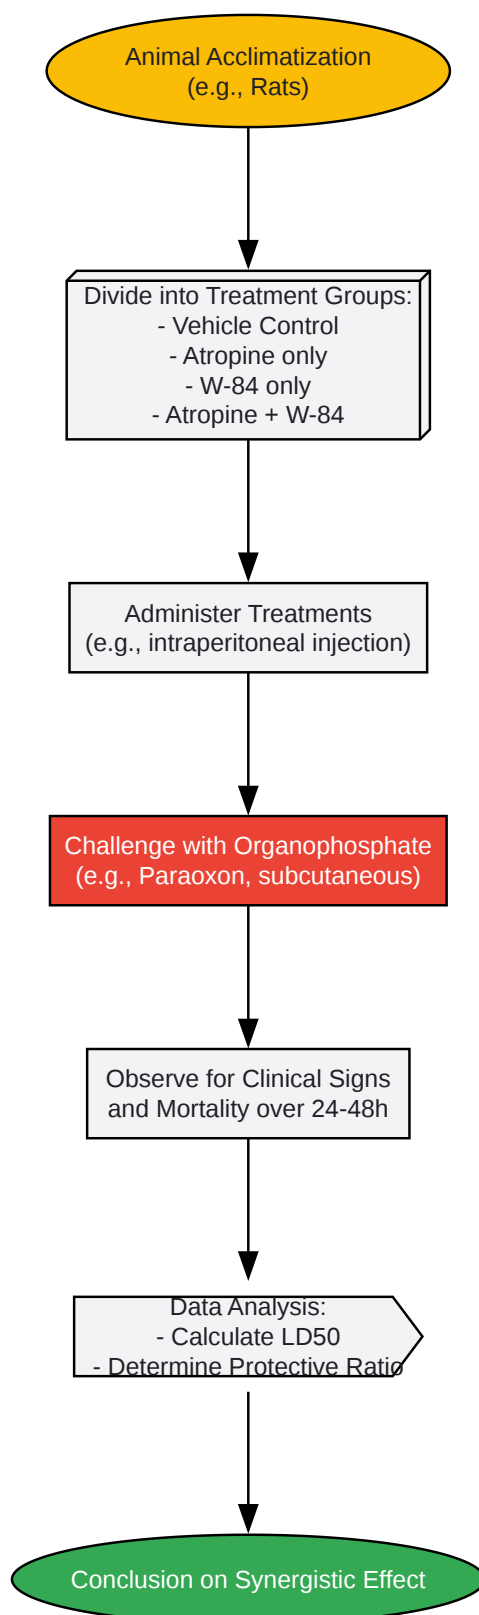 Animal Acclimatization
(e.g., Rats)
Divide into Treatment Groups:
- Vehicle Control
- Atropine only
- W-84 only
- Atropine + W-84
Administer Treatments
(e.g., intraperitoneal injection)
Challenge with Organophosphate
(e.g., Paraoxon, subcutaneous)
Observe for Clinical Signs
and Mortality over 24-48h
Data Analysis:
- Calculate LD50
- Determine Protective Ratio
Conclusion on Synergistic Effect